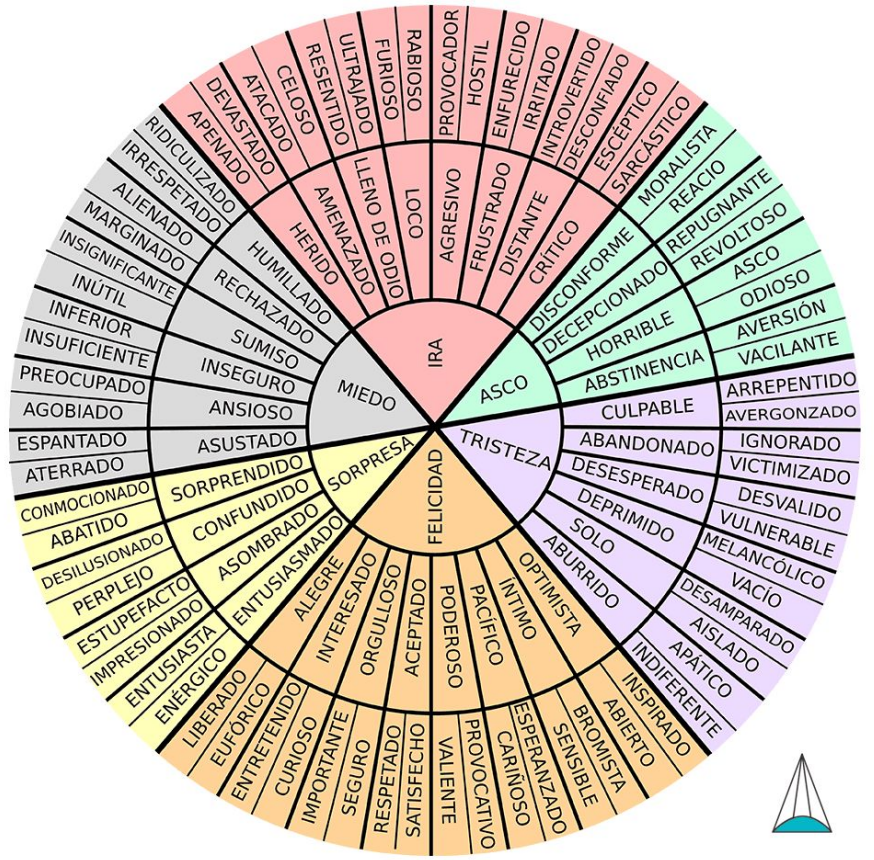 IRA
ASCO
TRISTEZA
FELICIDAD
SORPRESA
MIEDO
HERIDO
AMENAZADO
LLENO DE ODIO
LOCO
AGRESIVO
FRUSTRADO
DISTANTE
CRÍTICO
DISCONFORME
DECEPCIONADO
HORRIBLE
ABSTINENCIA
CULPABLE
ABANDONADO
DESESPERADO
DEPRIMIDO
SOLO
ABURRIDO
OPTIMISTA
ÍNTIMO
PACÍFICO
PODEROSO
ACEPTADO
ORGULLOSO
INTERESADO
ALEGRE
ENTUSIASMADO
ASOMBRADO
CONFUNDIDO
SORPRENDIDO
ASUSTADO
ANSIOSO
INSEGURO
SUMISO
RECHAZADO
HUMILLADO
APENADO
DEVASTADO
ATACADO
CELOSO
RESENTIDO
ULTRAJADO
FURIOSO
RABIOSO
PROVOCADOR
HOSTIL
ENFURECIDO
IRRITADO
INTROVERTIDO
DESCONFIADO
ESCÉPTICO
SARCÁSTICO
MORALISTA
REACIO
REPUGNANTE
REVOLTOSO
ASCO
ODIOSO
AVERSIÓN
VACILANTE
ARREPENTIDO
AVERGONZADO
IGNORADO
VICTIMIZADO
DESVALIDO
VULNERABLE
MELANCÓLICO
VACÍO
DESAMPARADO
AISLADO
APÁTICO
INDIFERENTE
INSPIRADO
ABIERTO
BROMISTA
SENSIBLE
ESPERANZADO
CARIÑOSO
PROVOCATIVO
VALIENTE
SATISFECHO
RESPETADO
SEGURO
IMPORTANTE
CURIOSO
ENTRETENIDO
EUFÓRICO
LIBERADO
ENÉRGICO
ENTUSIASTA
IMPRESIONADO
ESTUPEFACTO
PERPLEJO
DESILUSIONADO
ABATIDO
CONMOCIONADO
ATERRADO
ESPANTADO
AGOBIADO
PREOCUPADO
INSUFICIENTE
INFERIOR
INÚTIL
INSIGNIFICANTE
MARGINADO
ALIENADO
IRRESPETADO
RIDICULIZADO